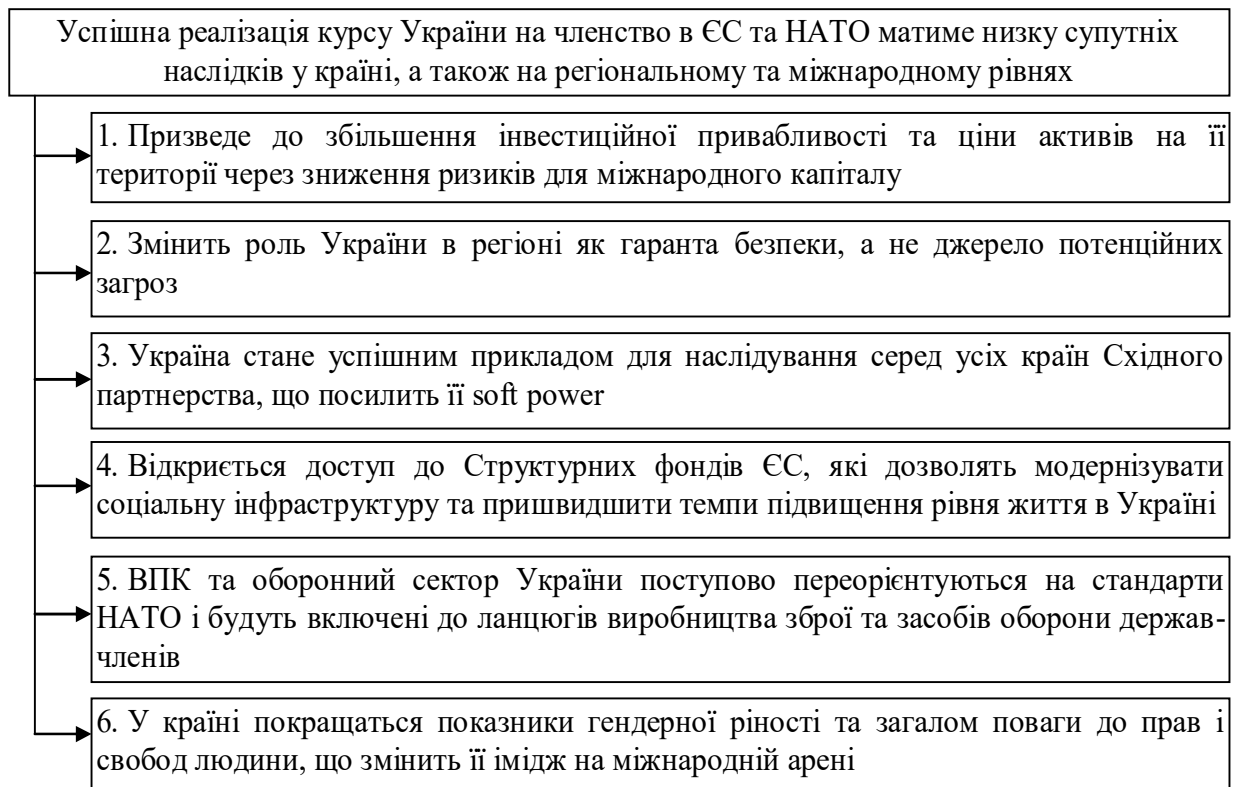 Успішна реалізація курсу України на членство в ЄС та НАТО матиме низку супутніх
наслідків у країні, а також на регіональному та міжнародному рівнях
1. Призведе до збільшення інвестиційної привабливості та ціни активів на її
території через зниження ризиків для міжнародного капіталу
2. Змінить роль України в регіоні як гаранта безпеки, а не джерело потенційних
загроз
3. Україна стане успішним прикладом для наслідування серед усіх країн Східного
партнерства, що посилить її soft power
4. Відкриється доступ до Структурних фондів ЄС, які дозволять модернізувати
соціальну інфраструктуру та пришвидшити темпи підвищення рівня життя в Україні
5. ВПК та оборонний сектор України поступово переорієнтуються на стандарти
НАТО і будуть включені до ланцюгів виробництва зброї та засобів оборони держав-
членів
6. У країні покращаться показники гендерної ріності та загалом поваги до прав і
свобод людини, що змінить її імідж на міжнародній арені